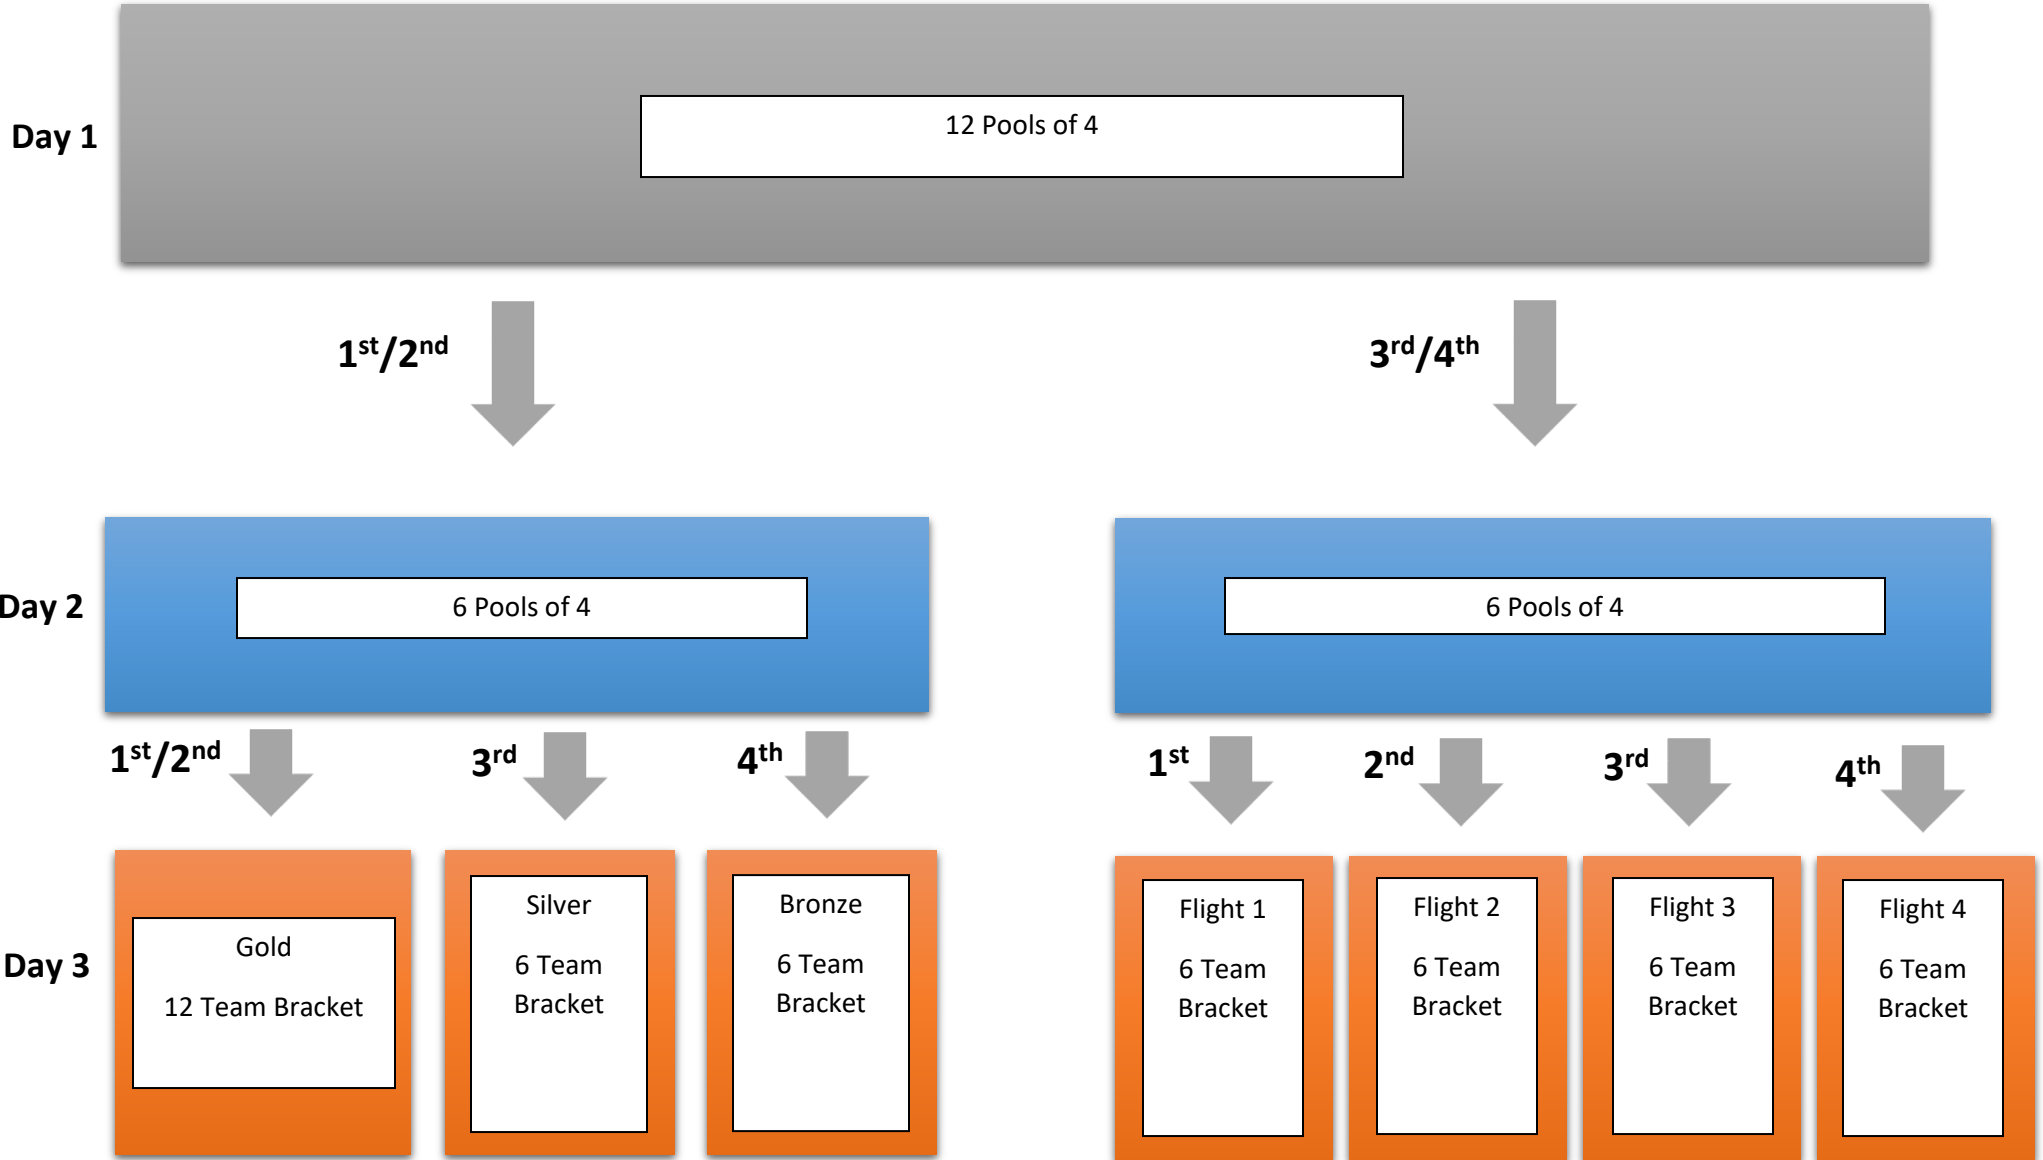 Day 1
12 Pools of 4
1st/2nd
3rd/4th
Day 2
6 Pools of 4
6 Pools of 4
1st/2nd
3rd
4th
1st
2nd
3rd
4th
Day 3
Gold
12 Team Bracket
Silver
6 Team
Bracket
Bronze
6 Team
Bracket
Flight 1
6 Team
Bracket
Flight 2
6 Team
Bracket
Flight 3
6 Team
Bracket
Flight 4
6 Team
Bracket